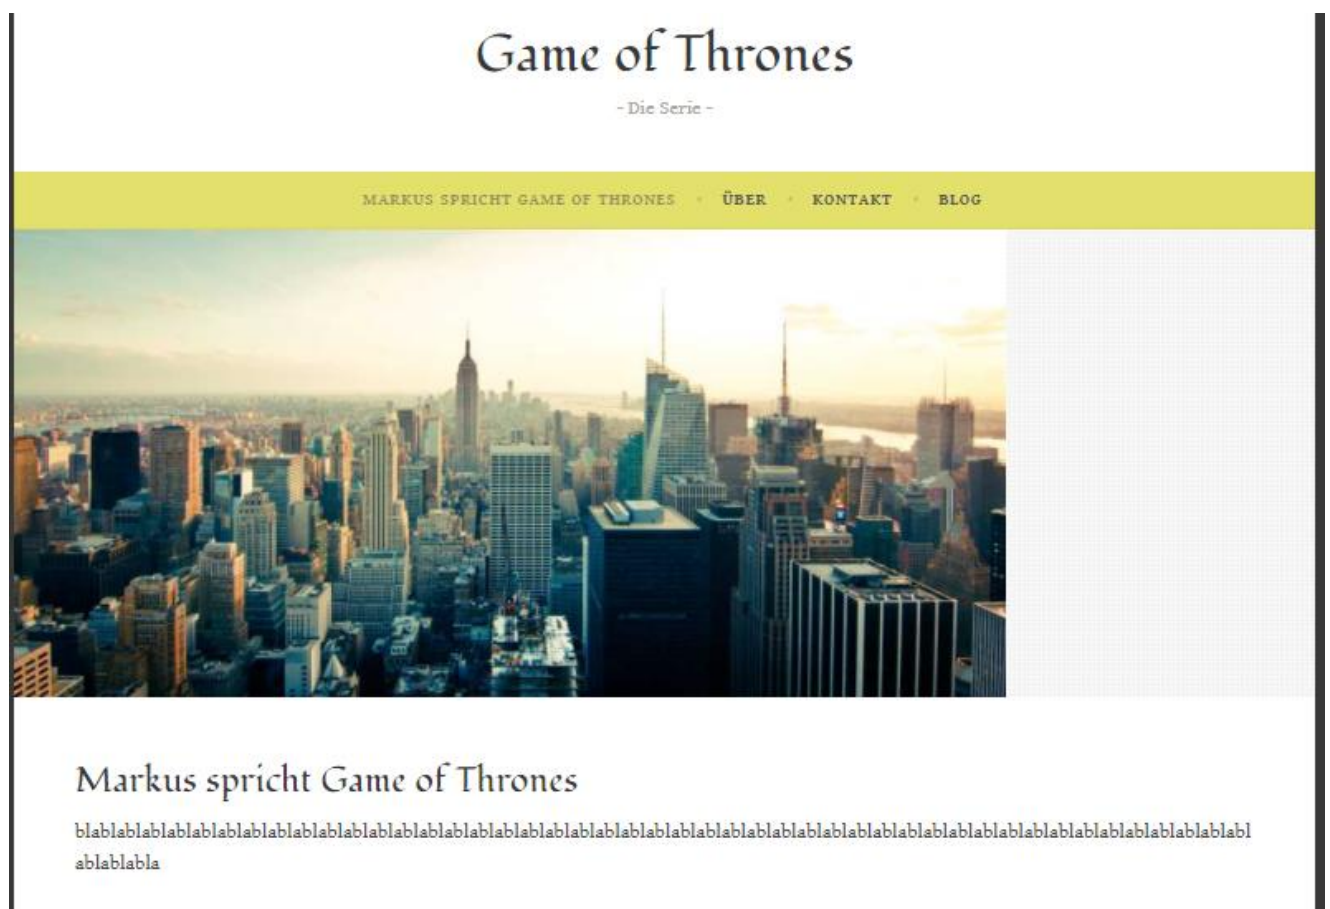 Game of Thrones
- Die Serie -
MARKUS SPRICHT GAME OF THRONES · ÜBER · KONTAKT · BLOG
Markus spricht Game of Thrones
blablablablablablablablablablablablablablablablablablablablablablablablablablablablablablablablablablablablablablablablablablablablablablabl
ablablabla